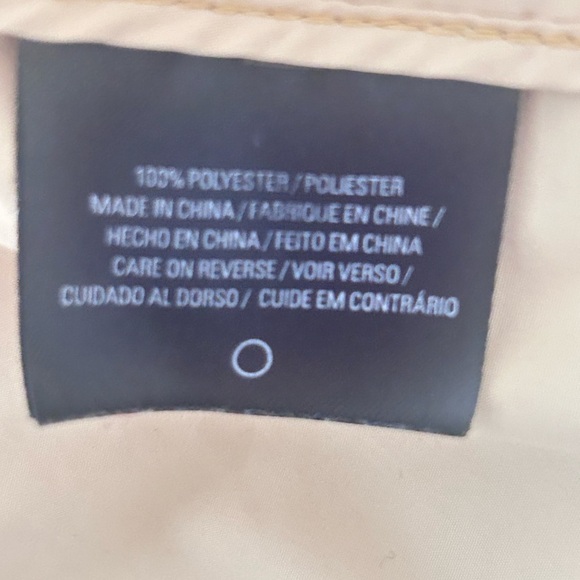 100% POLYESTER / POLIESTER
MADE IN CHINA / FABRIQUE EN CHINE /
HECHO EN CHINA / FEITO EM CHINA
CARE ON REVERSE / VOIR VERSO /
CUIDADO AL DORSO / CUIDE EM CONTRÁRIO